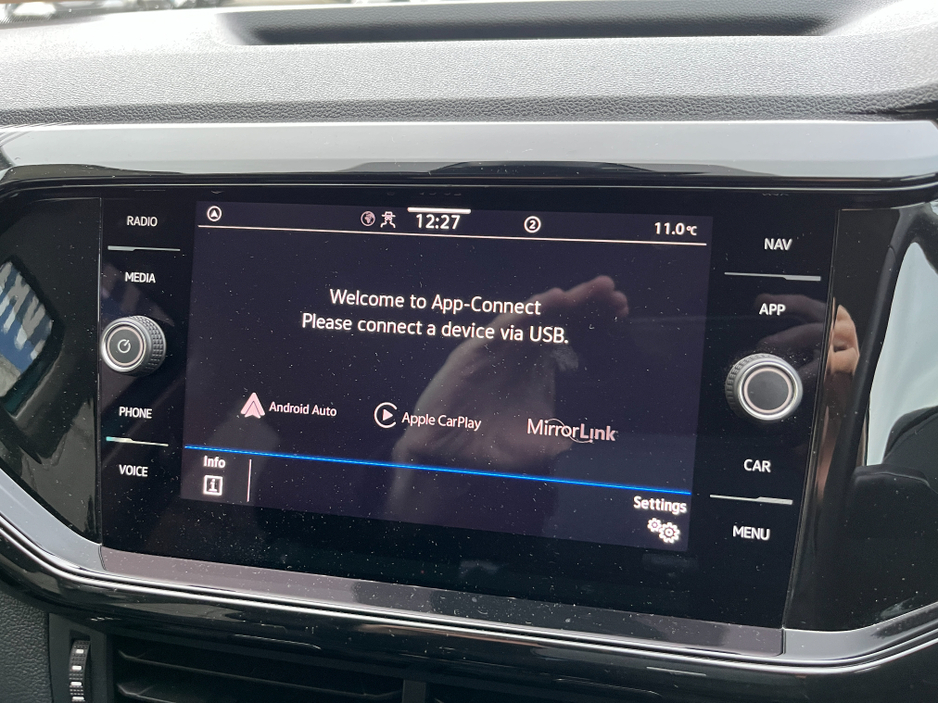 RADIO
MEDIA
PHONE
VOICE
12:27
2
11.0°C
Welcome to App-Connect
Please connect a device via USB.
Android Auto
Apple CarPlay
MirrorLink
Info
i
Settings
NAV
APP
CAR
MENU